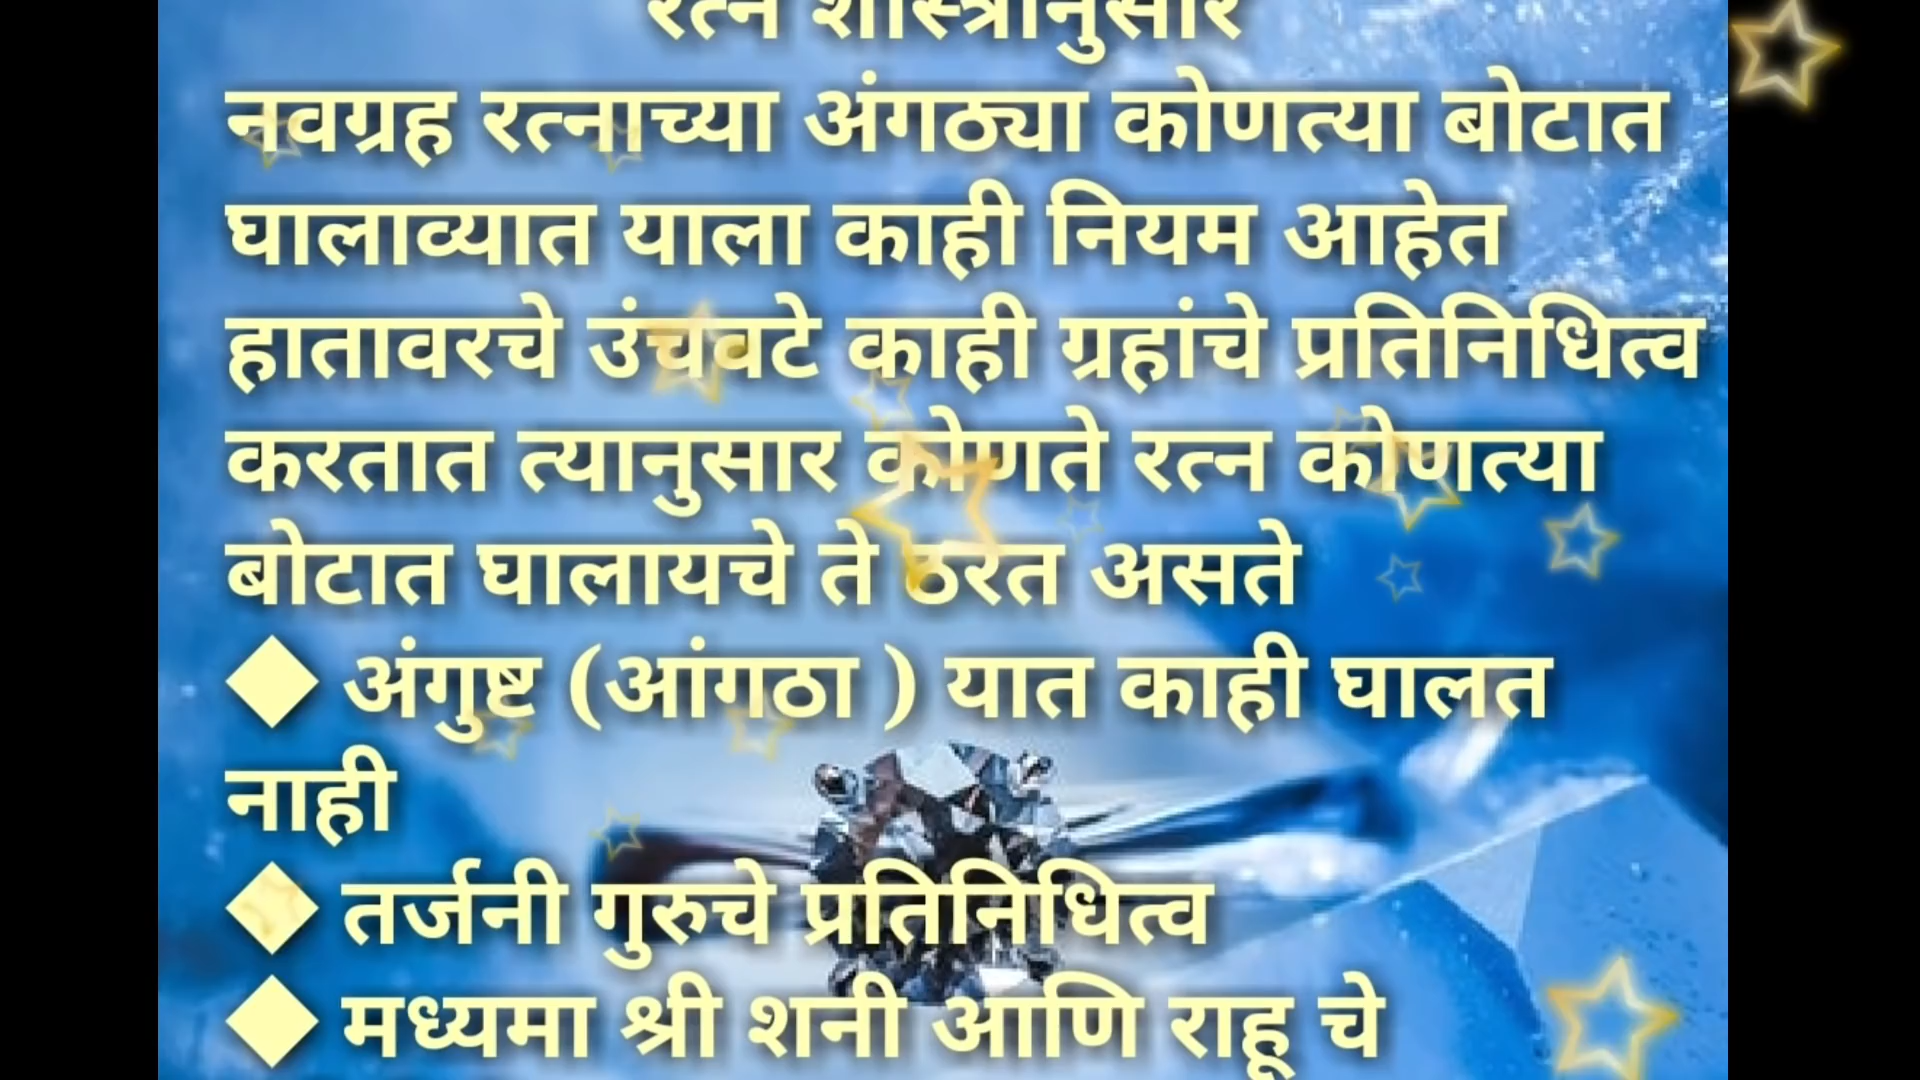 रत्न शास्त्रानुसार
नवग्रह रत्नाच्या अंगठ्या कोणत्या बोटात
घालाव्यात याला काही नियम आहेत
हातावरचे उंचवटे काही ग्रहांचे प्रतिनिधित्व
करतात त्यानुसार कोणते रत्न कोणत्या
बोटात घालायचे ते ठरत असते
◆ अंगुष्ट (आंगठा ) यात काही घालत
नाही
◆ तर्जनी गुरुचे प्रतिनिधित्व
◆ मध्यमा श्री शनी आणि राहू चे